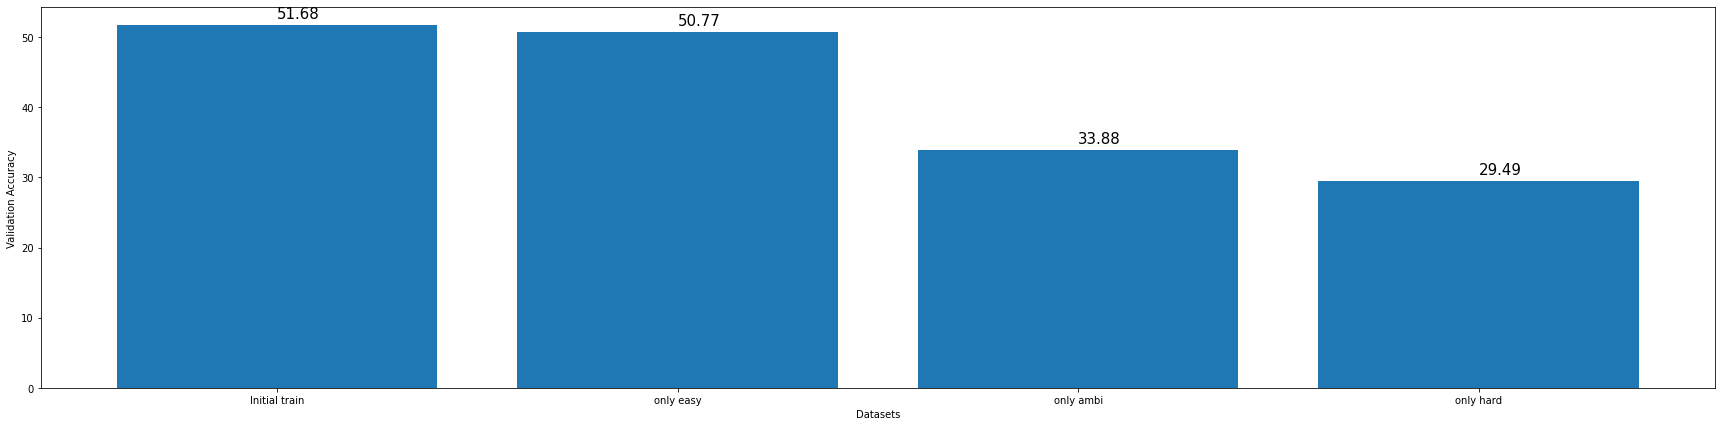 51.68
50.77
33.88
29.49
Validation Accuracy
50
40
30
20
10
0
Initial train
only easy
only ambi
only hard
Datasets